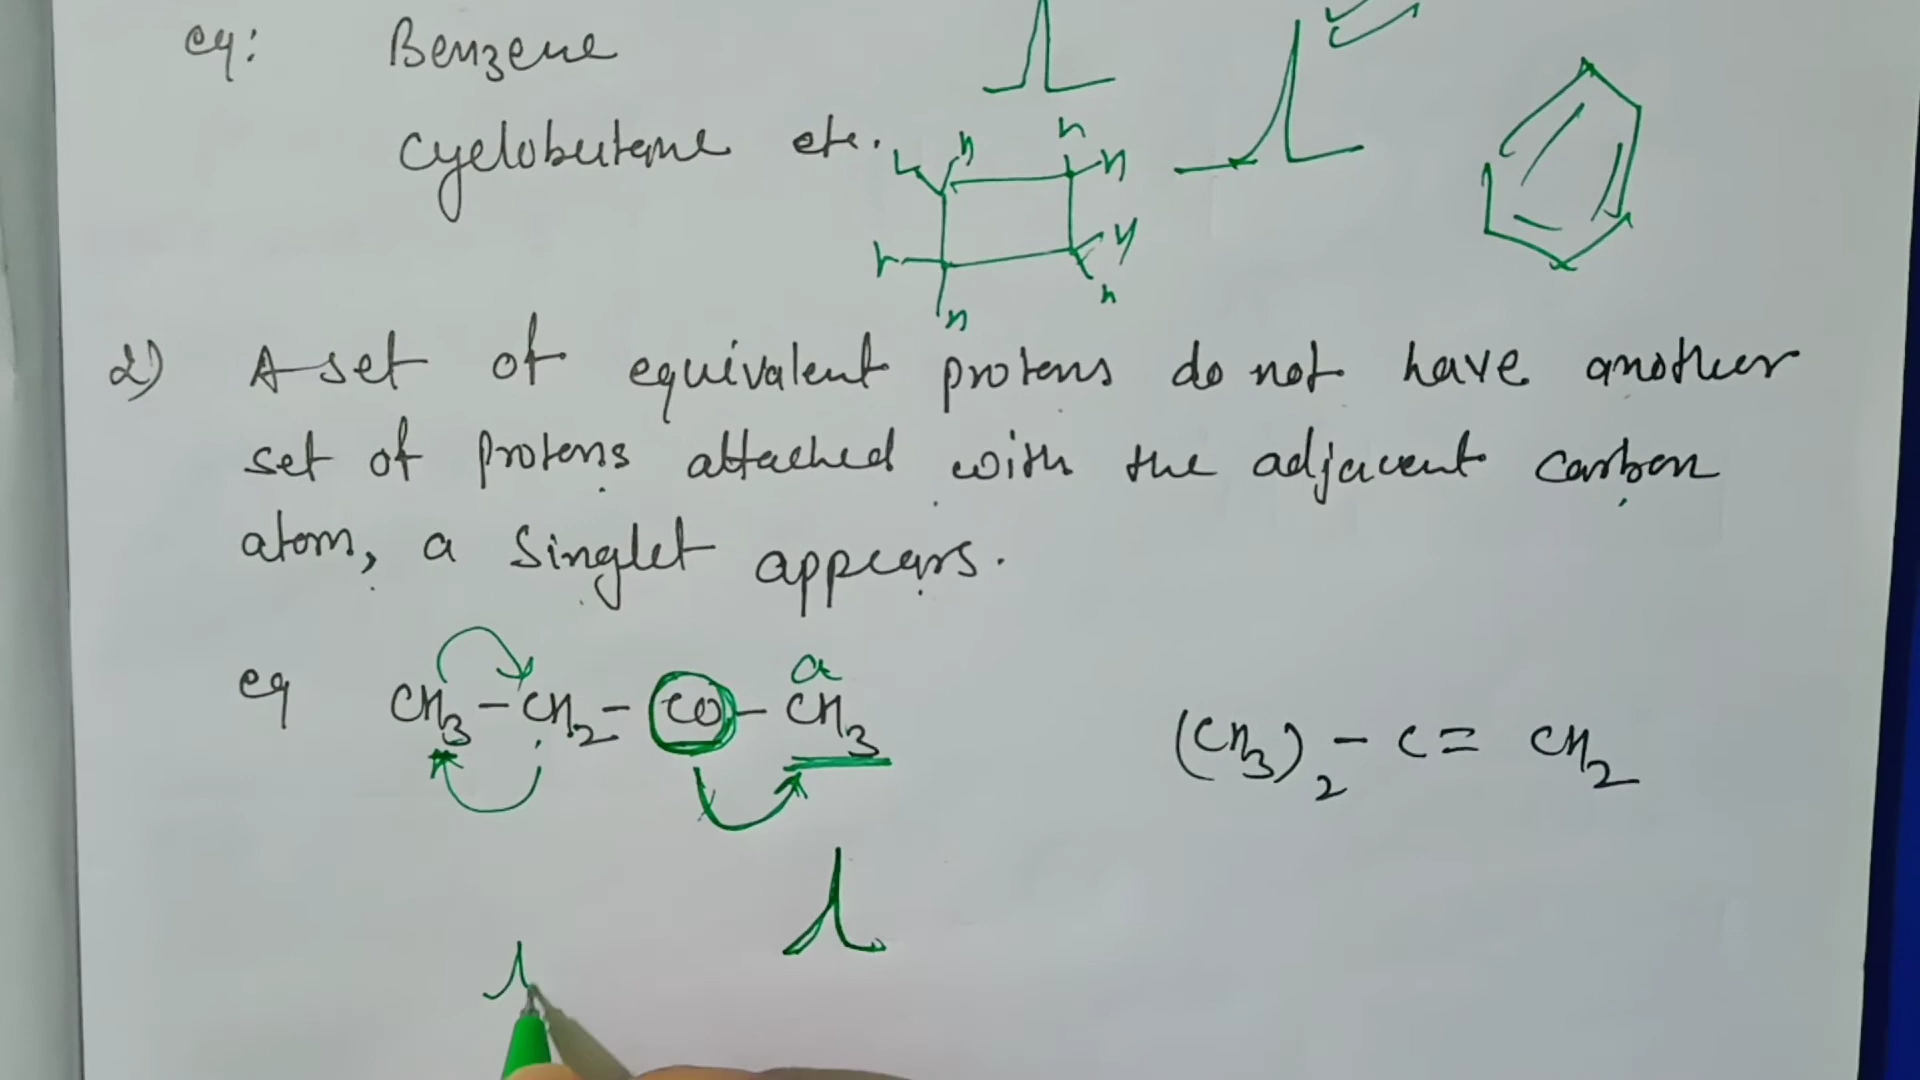 eg: Benzene
cyclobutane etc.
h h h h
h y
n h
2) A set of equivalent protons do not have another
set of protons attached with the adjacent carbon
atom, a singlet appears.
a
eg CH3 - CH2 - CO - CH3
(CH3)2 - C = CH2